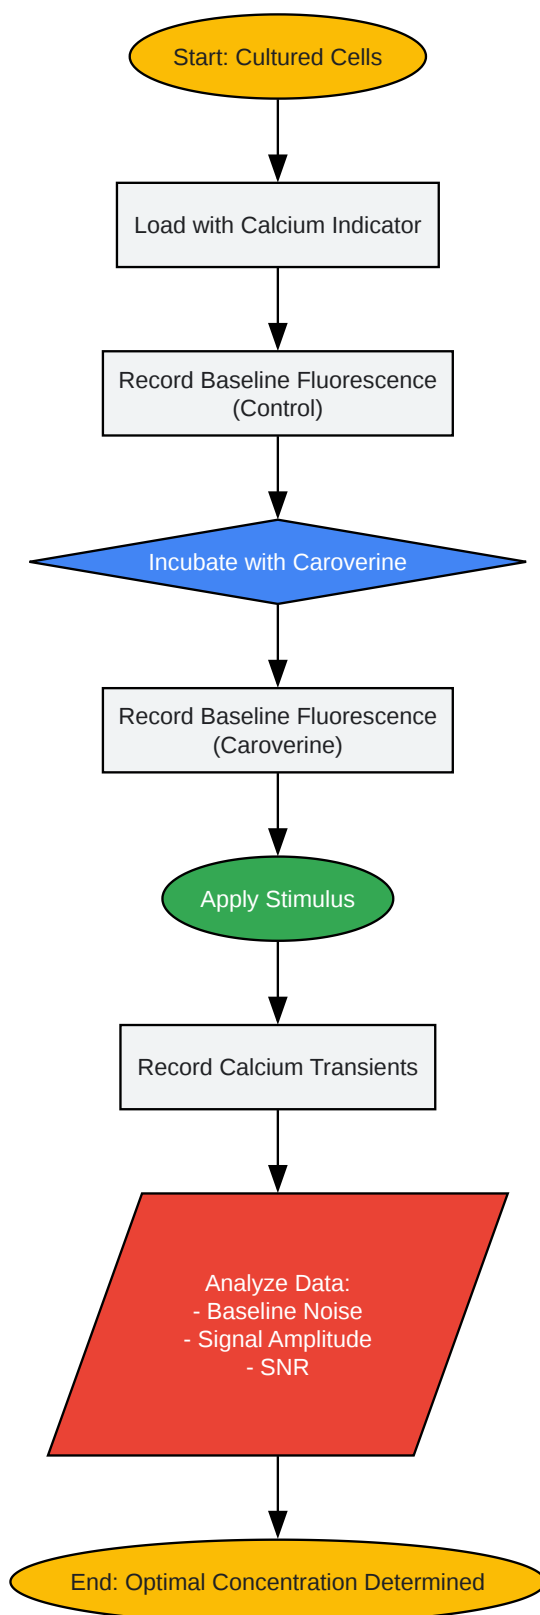 Start: Cultured Cells
Load with Calcium Indicator
Record Baseline Fluorescence
(Control)
Incubate with Caroverine
Record Baseline Fluorescence
(Caroverine)
Apply Stimulus
Record Calcium Transients
Analyze Data:
- Baseline Noise
- Signal Amplitude
- SNR
End: Optimal Concentration Determined